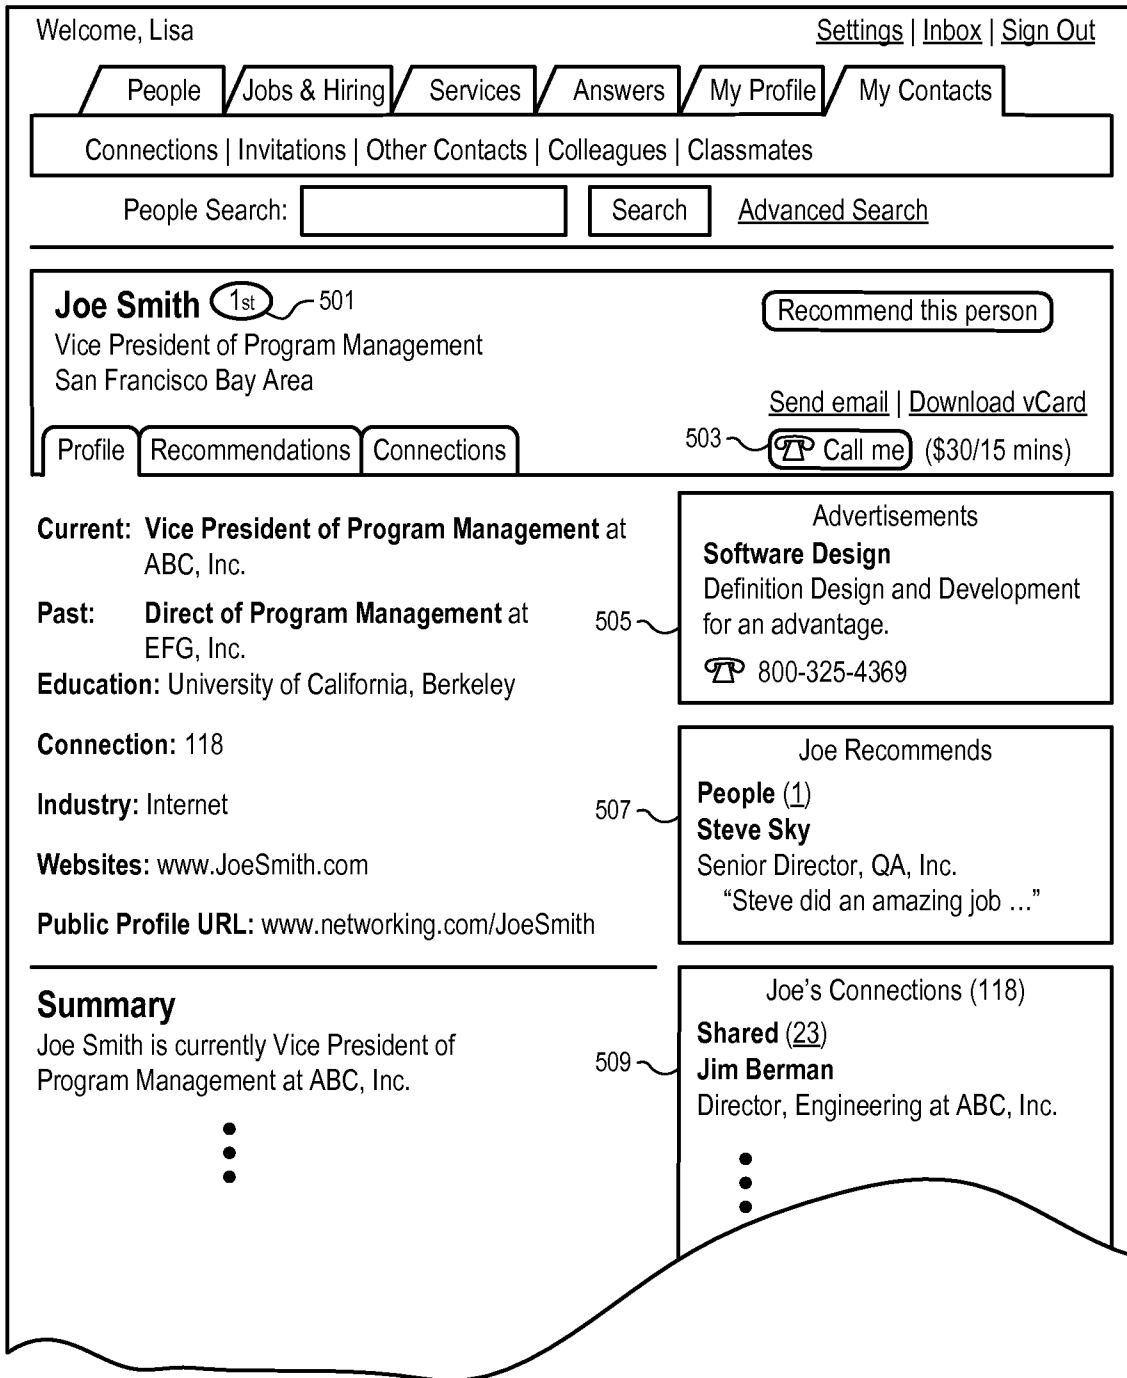 Welcome, Lisa
Settings | Inbox | Sign Out
People
Jobs & Hiring
Services
Answers
My Profile
My Contacts
Connections | Invitations | Other Contacts | Colleagues | Classmates
People Search:
Search
Advanced Search
Joe Smith 1st 501
Recommend this person
Vice President of Program Management
San Francisco Bay Area
Send email | Download vCard
Profile
Recommendations
Connections
503
Call me ($30/15 mins)
Current: Vice President of Program Management at
ABC, Inc.
Past: Direct of Program Management at
EFG, Inc.
Education: University of California, Berkeley
Connection: 118
Industry: Internet
Websites: www.JoeSmith.com
Public Profile URL: www.networking.com/JoeSmith
Summary
Joe Smith is currently Vice President of
Program Management at ABC, Inc.
505
Advertisements
Software Design
Definition Design and Development
for an advantage.
800-325-4369
507
Joe Recommends
People (1)
Steve Sky
Senior Director, QA, Inc.
“Steve did an amazing job ...”
509
Joe's Connections (118)
Shared (23)
Jim Berman
Director, Engineering at ABC, Inc.